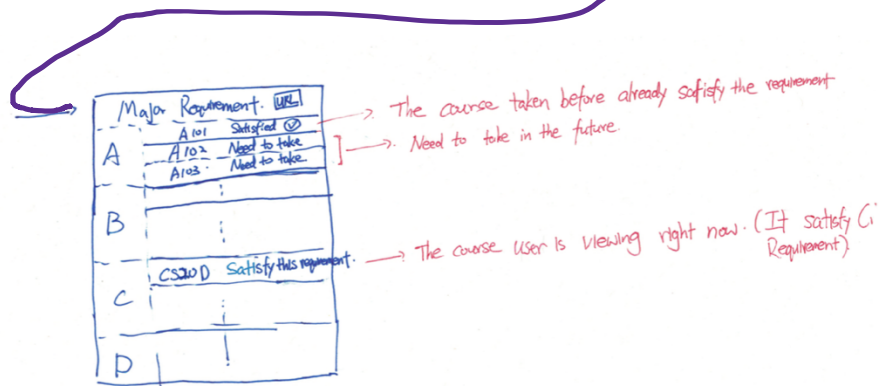 Major Requirement. URL
A
A101 Satisfied
A102 Need to take
A103. Need to take
B
C
CS210D Satisfy this requirement.
D
The course taken before already satisfy the requirement
Need to take in the future.
The course user is viewing right now. (It satisfy C
Requirement)